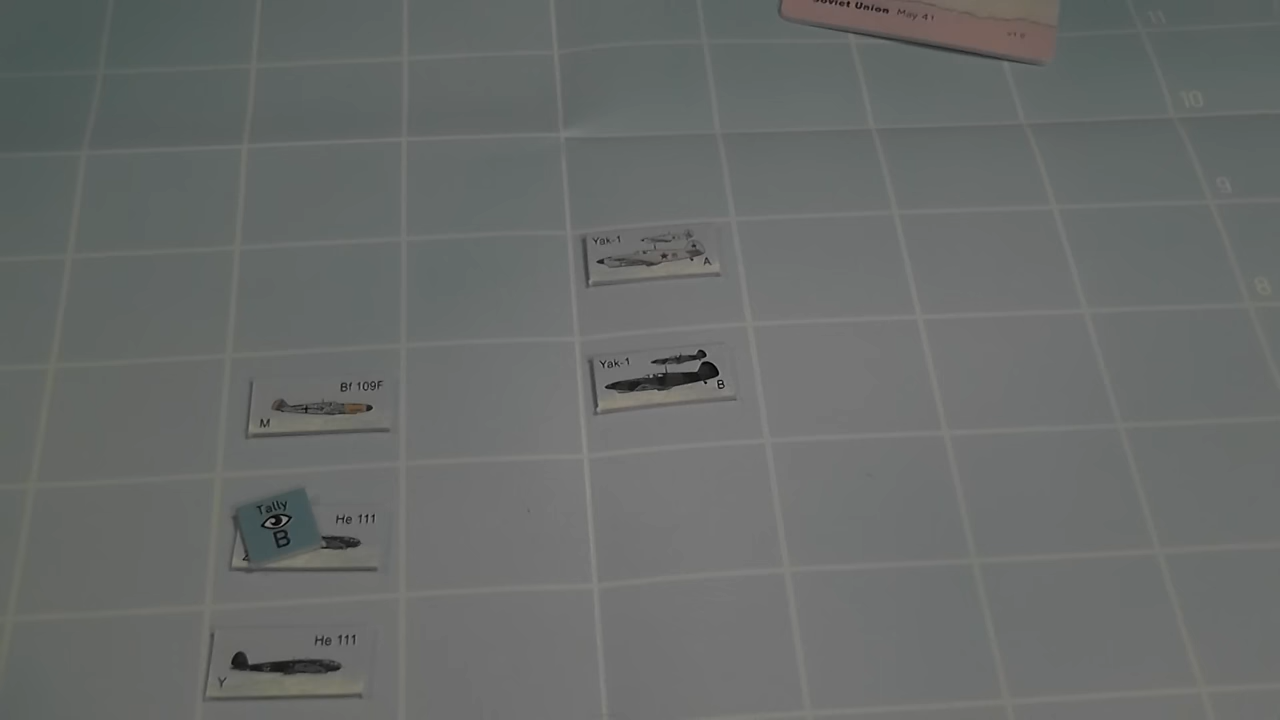 Soviet Union May 41
11
10
9
8
Yak-1
A
Yak-1
B
Bf 109F
M
Tally
B
He 111
He 111
Y